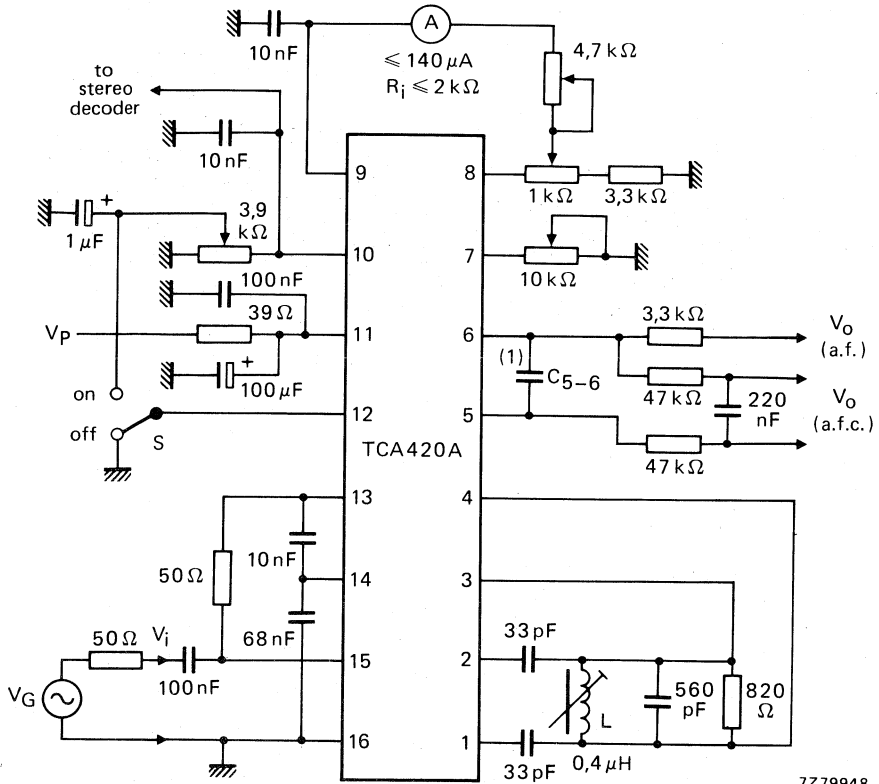 10 nF
A
≤ 140 μA
Ri ≤ 2 kΩ
4,7 kΩ
to
stereo
decoder
10 nF
9
8
1 kΩ
3,3 kΩ
+
1 μF
3,9
kΩ
10
7
10 kΩ
100 nF
VP
39 Ω
11
6
3,3 kΩ
Vo
(a.f.)
+
100 μF
(1)
C5–6
47 kΩ
220
nF
Vo
(a.f.c.)
on
off
S
12
5
47 kΩ
TCA420A
13
4
50 Ω
10 nF
14
3
68 nF
50 Ω
Vi
100 nF
15
2
33 pF
560
pF
820
Ω
VG
L
16
1
33 pF
0,4 μH
7Z79948